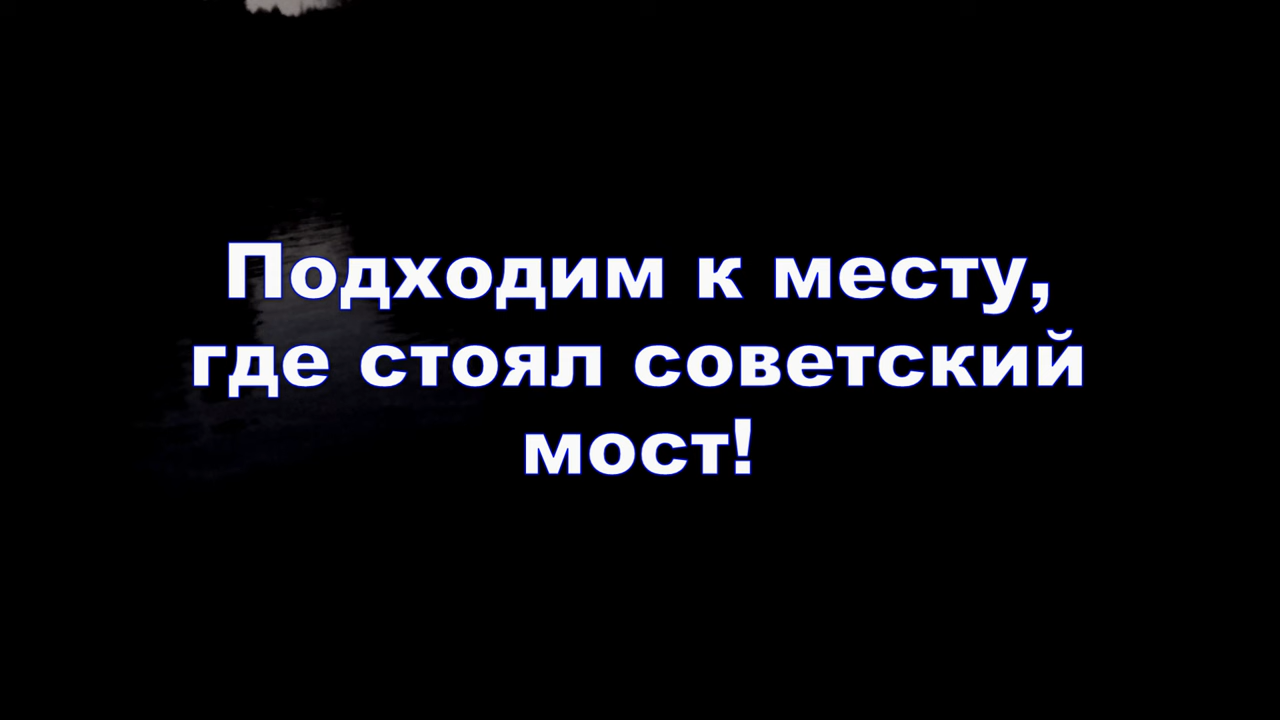 Подходим к месту,
где стоял советский
мост!